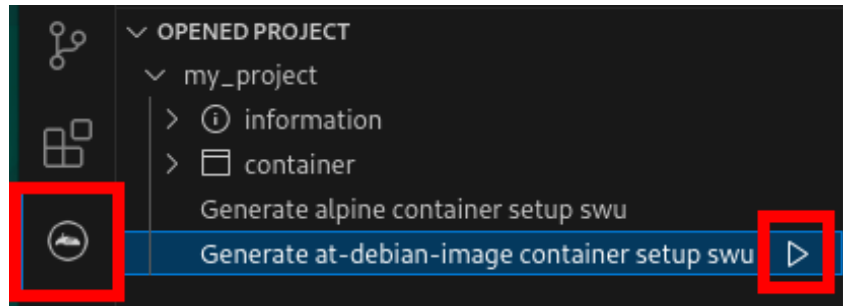 OPENED PROJECT
my_project
information
container
Generate alpine container setup swu
Generate at-debian-image container setup swu